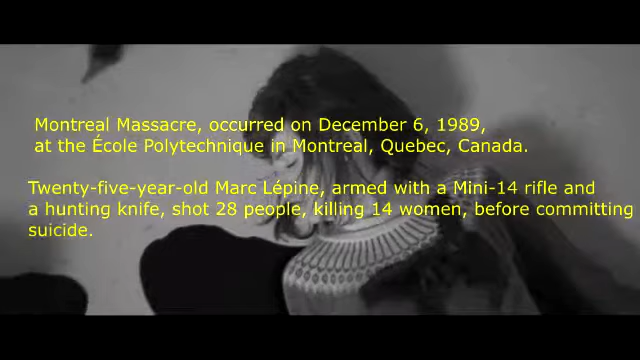 Montreal Massacre, occurred on December 6, 1989,
at the École Polytechnique in Montreal, Quebec, Canada.
Twenty-five-year-old Marc Lépine, armed with a Mini-14 rifle and
a hunting knife, shot 28 people, killing 14 women, before committing
suicide.